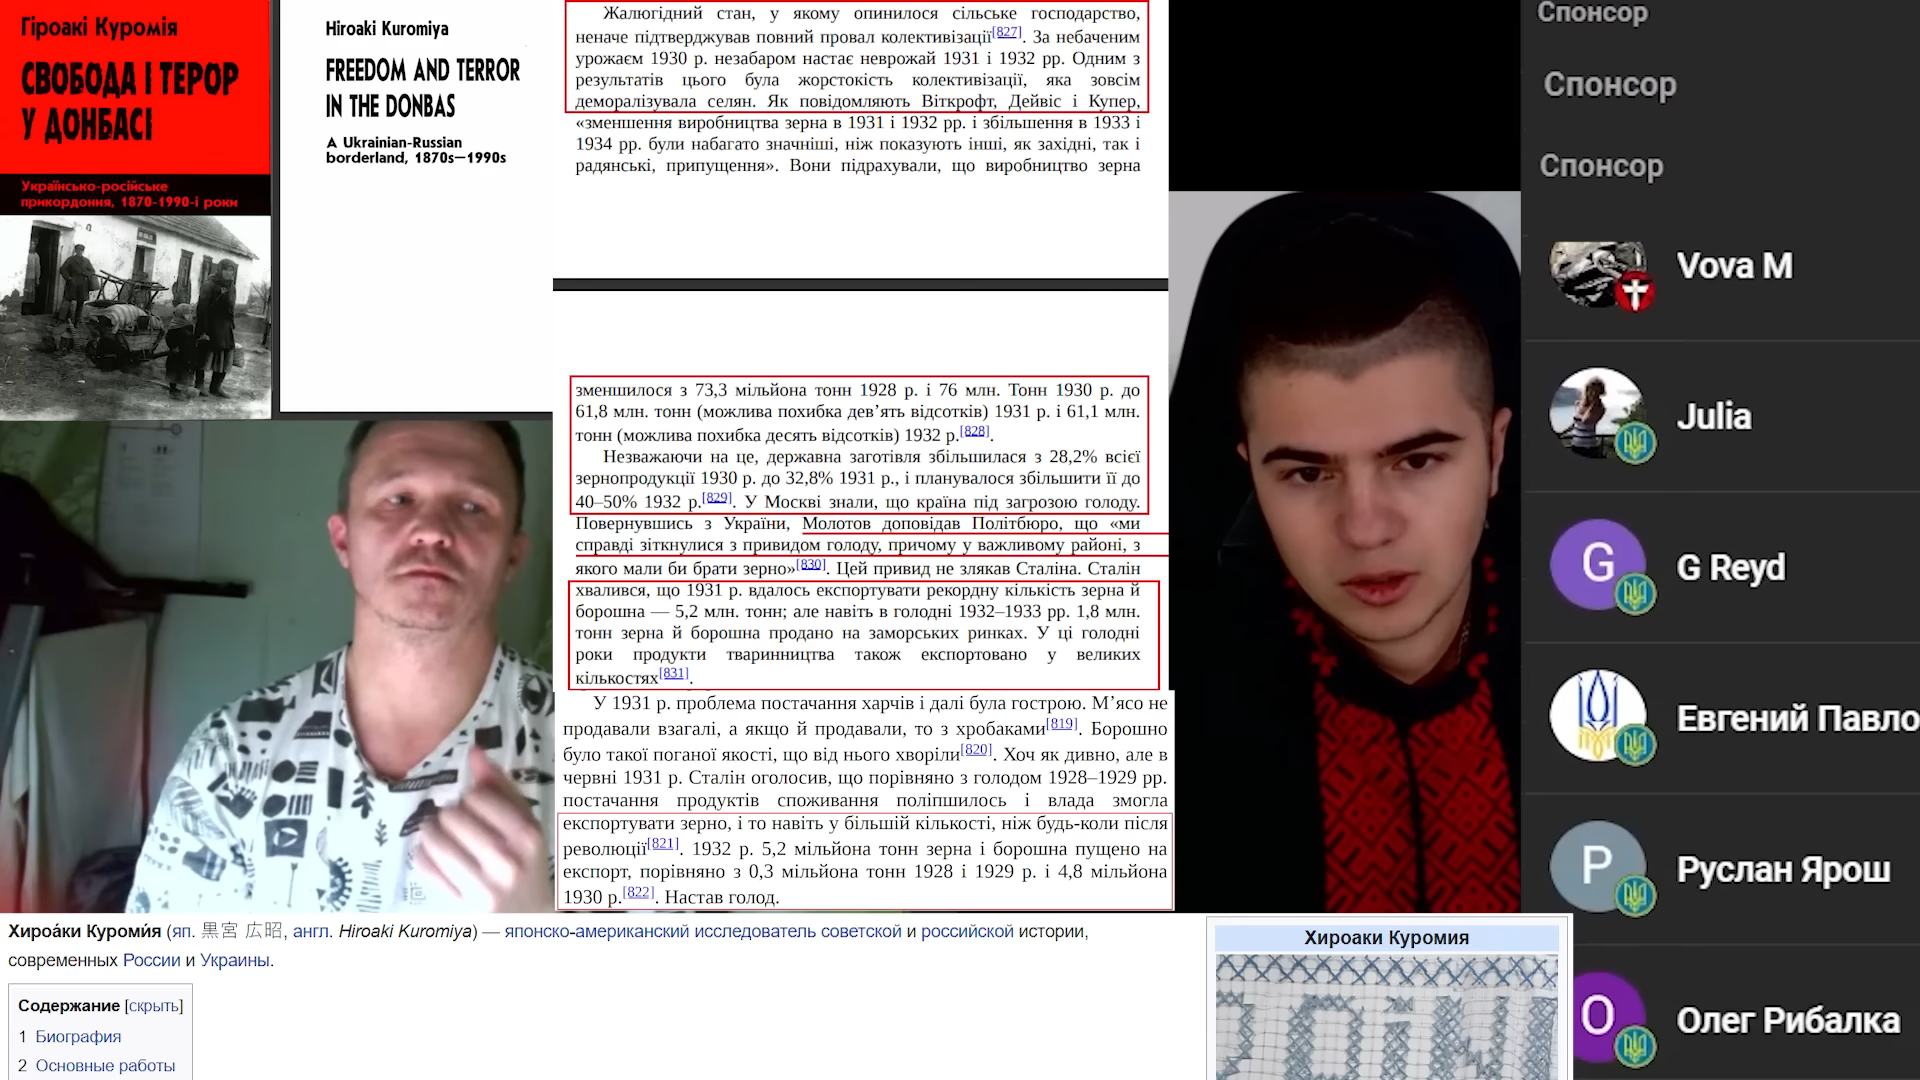 Гіроакі Куромія
СВОБОДА І ТЕРОР
У ДОНБАСІ
Українсько-російське
прикордоння, 1870-1990-і роки
Hiroaki Kuromiya
FREEDOM AND TERROR
IN THE DONBAS
A Ukrainian-Russian
borderland, 1870s—1990s
Жалюгідний стан, у якому опинилося сільське господарство,
неначе підтверджував повний провал колективізації[827]. За небаченим
урожаєм 1930 р. незабаром настає неврожай 1931 і 1932 рр. Одним з
результатів цього була жорстокість колективізації, яка зовсім
деморалізувала селян. Як повідомляють Віткрофт, Дейвіс і Купер,
«зменшення виробництва зерна в 1931 і 1932 рр. і збільшення в 1933 і
1934 рр. були набагато значніші, ніж показують інші, як західні, так і
радянські, припущення». Вони підрахували, що виробництво зерна
зменшилося з 73,3 мільйона тонн 1928 р. і 76 млн. Тонн 1930 р. до
61,8 млн. тонн (можлива похибка дев’ять відсотків) 1931 р. і 61,1 млн.
тонн (можлива похибка десять відсотків) 1932 р.[828].
Незважаючи на це, державна заготівля збільшилася з 28,2% всієї
зернопродукції 1930 р. до 32,8% 1931 р., і планувалося збільшити її до
40–50% 1932 р.[829]. У Москві знали, що країна під загрозою голоду.
Повернувшись з України, Молотов доповідав Політбюро, що «ми
справді зіткнулися з привидом голоду, причому у важливому районі, з
якого мали би брати зерно»[830]. Цей привид не злякав Сталіна. Сталін
хвалився, що 1931 р. вдалось експортувати рекордну кількість зерна й
борошна — 5,2 млн. тонн; але навіть в голодні 1932–1933 рр. 1,8 млн.
тонн зерна й борошна продано на заморських ринках. У ці голодні
роки продукти тваринництва також експортовано у великих
кількостях[831].
У 1931 р. проблема постачання харчів і далі була гострою. М’ясо не
продавали взагалі, а якщо й продавали, то з хробаками[819]. Борошно
було такої поганої якості, що від нього хворіли[820]. Хоч як дивно, але в
червні 1931 р. Сталін оголосив, що порівняно з голодом 1928–1929 рр.
постачання продуктів споживання поліпшилось і влада змогла
експортувати зерно, і то навіть у більшій кількості, ніж будь-коли після
революції[821]. 1932 р. 5,2 мільйона тонн зерна і борошна пущено на
експорт, порівняно з 0,3 мільйона тонн 1928 і 1929 р. і 4,8 мільйона
1930 р.[822]. Настав голод.
Спонсор
Спонсор
Спонсор
Vova M
Julia
G
G Reyd
Евгений Павло
Р
Руслан Ярош
О
Олег Рибалка
Хироа́ки Куроми́я (яп. 黒宮 広昭, англ. Hiroaki Kuromiya) — японско-американский исследователь советской и российской истории,
современных России и Украины.
Содержание [скрыть]
1 Биография
2 Основные работы
Хироаки Куромия